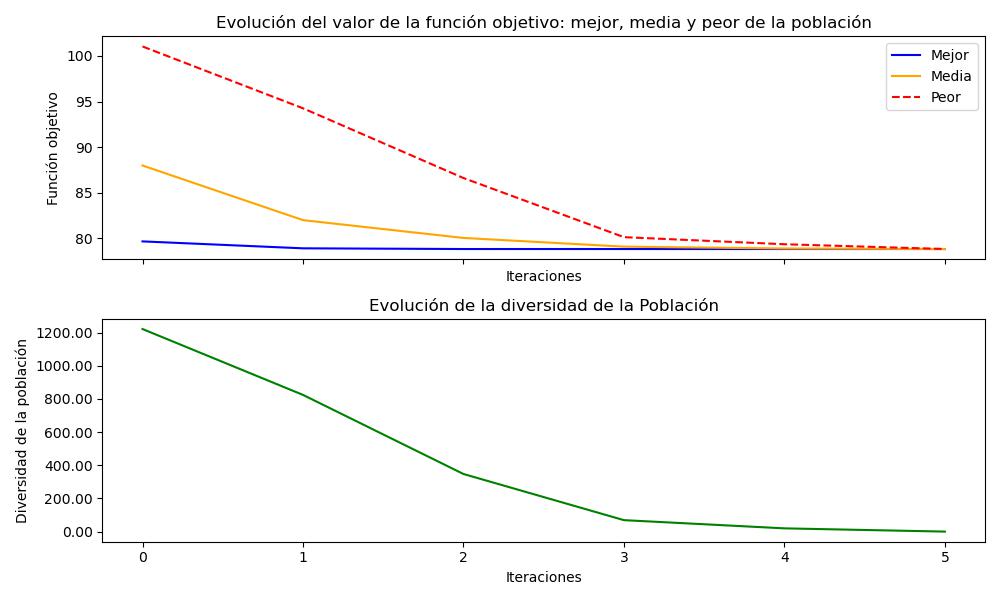 Evolución del valor de la función objetivo: mejor, media y peor de la población
Función objetivo
100
95
90
85
80
Mejor
Media
Peor
Iteraciones
Evolución de la diversidad de la Población
Diversidad de la población
1200.00
1000.00
800.00
600.00
400.00
200.00
0.00
0 1 2 3 4 5
Iteraciones